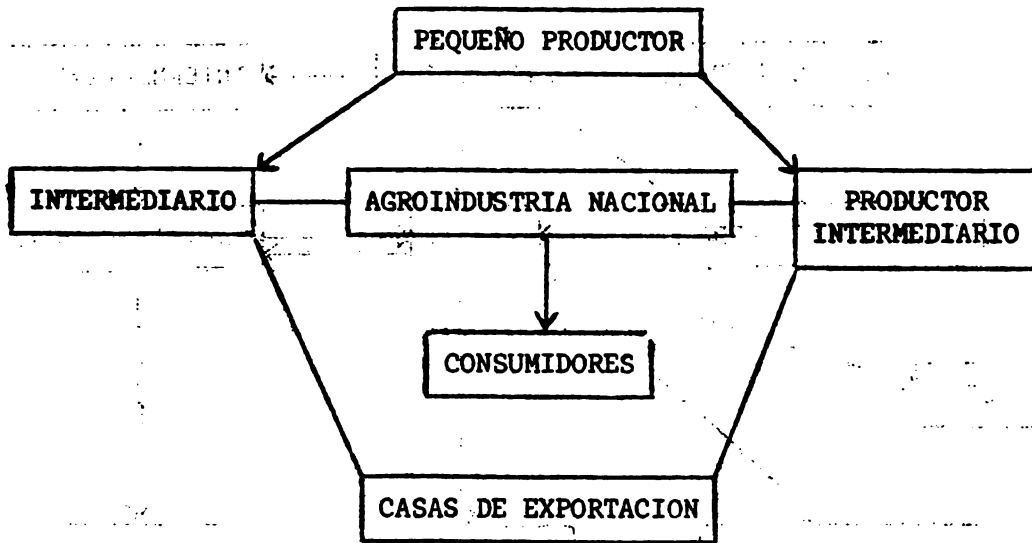 PEQUEÑO PRODUCTOR
INTERMEDIARIO
AGROINDUSTRIA NACIONAL
PRODUCTOR
INTERMEDIARIO
CONSUMIDORES
CASAS DE EXPORTACION